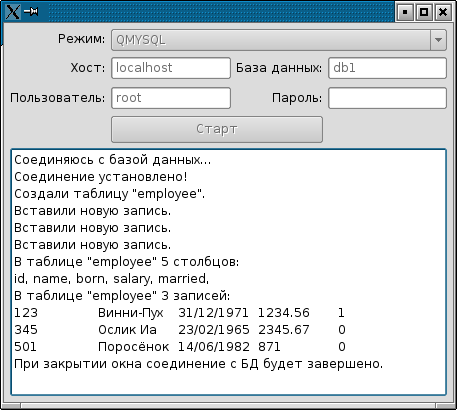 Режим: QMYSQL
Хост: localhost База данных: db1
Пользователь: root Пароль:
Старт
Соединяюсь с базой данных...
Соединение установлено!
Создали таблицу "employee".
Вставили новую запись.
Вставили новую запись.
Вставили новую запись.
В таблице "employee" 5 столбцов:
id, name, born, salary, married,
В таблице "employee" 3 записей:
123 Винни-Пух 31/12/1971 1234.56 1
345 Ослик Иа 23/02/1965 2345.67 0
501 Поросёнок 14/06/1982 871 0
При закрытии окна соединение с БД будет завершено.